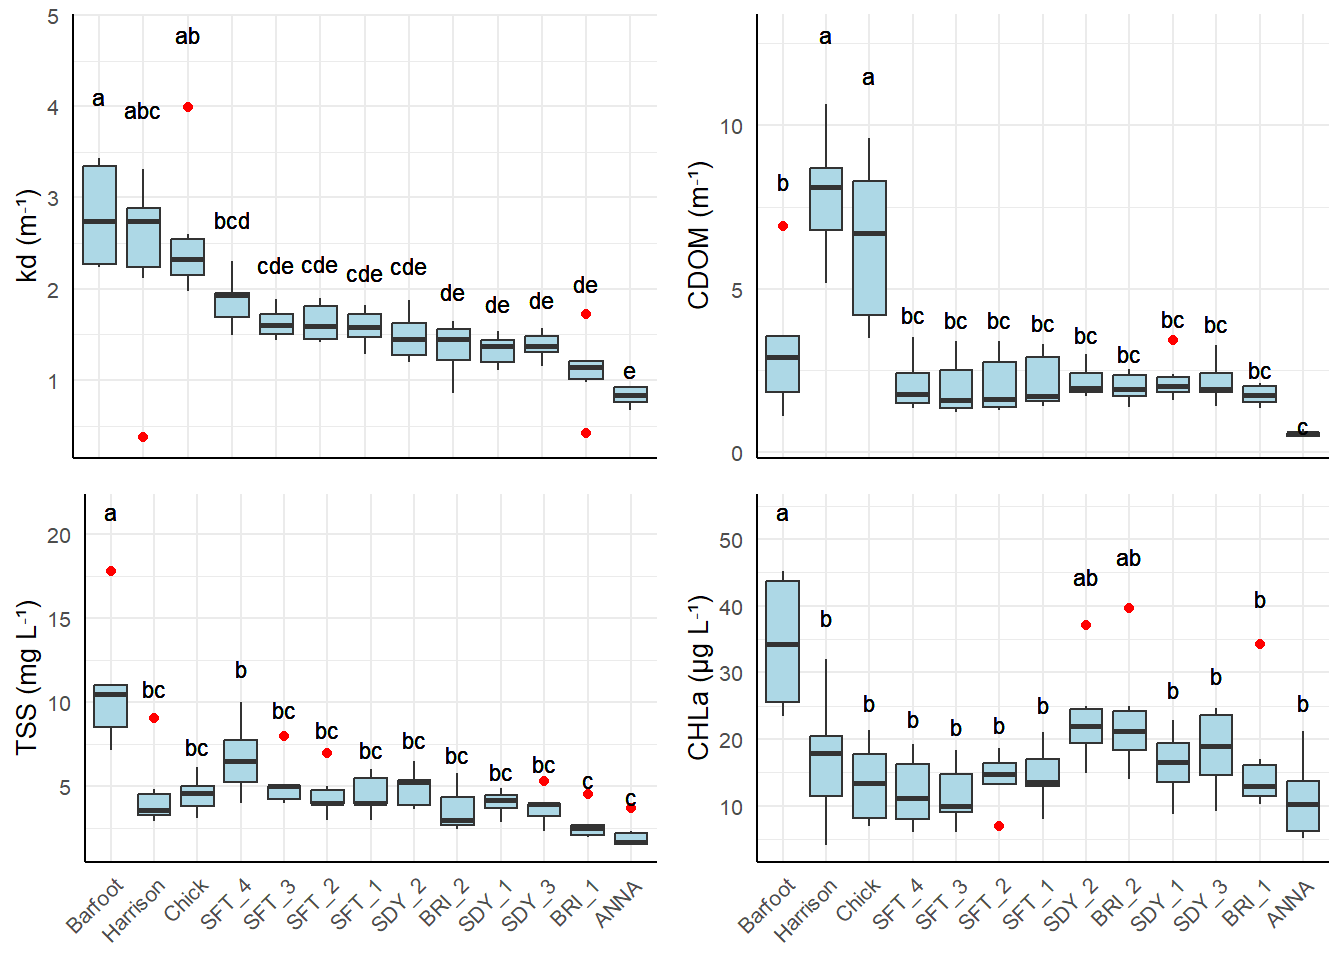 kd (m⁻¹)
5
4
3
2
1
a
abc
ab
bcd
cde
cde
cde
cde
de
de
de
de
e
CDOM (m⁻¹)
10
5
0
b
a
a
bc
bc
bc
bc
bc
bc
bc
bc
bc
c
TSS (mg L⁻¹)
20
15
10
5
a
bc
bc
b
bc
bc
bc
bc
bc
bc
bc
c
c
Barfoot
Harrison
Chick
SFT_4
SFT_3
SFT_2
SFT_1
SDY_2
BRI_2
SDY_1
SDY_3
BRI_1
ANNA
CHLa (µg L⁻¹)
50
40
30
20
10
a
b
b
b
b
b
b
ab
ab
b
b
b
b
Barfoot
Harrison
Chick
SFT_4
SFT_3
SFT_2
SFT_1
SDY_2
BRI_2
SDY_1
SDY_3
BRI_1
ANNA